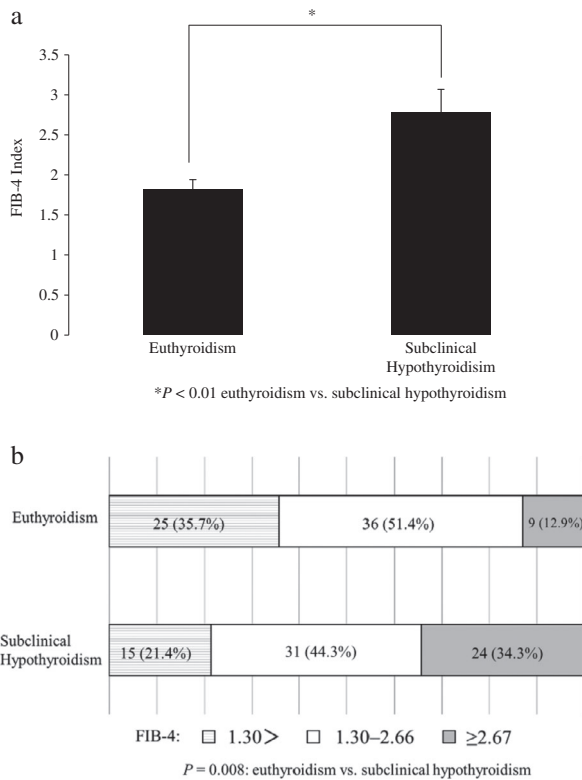 a
*
3.5
3
2.5
2
1.5
1
0.5
0
FIB-4 Index
Euthyroidism
Subclinical
Hypothyroidisim
*P < 0.01 euthyroidism vs. subclinical hypothyroidism
b
Euthyroidism
25 (35.7%) 36 (51.4%) 9 (12.9%)
Subclinical
Hypothyroidism
15 (21.4%) 31 (44.3%) 24 (34.3%)
FIB-4: 1.30> 1.30–2.66 ≥2.67
P = 0.008: euthyroidism vs. subclinical hypothyroidism